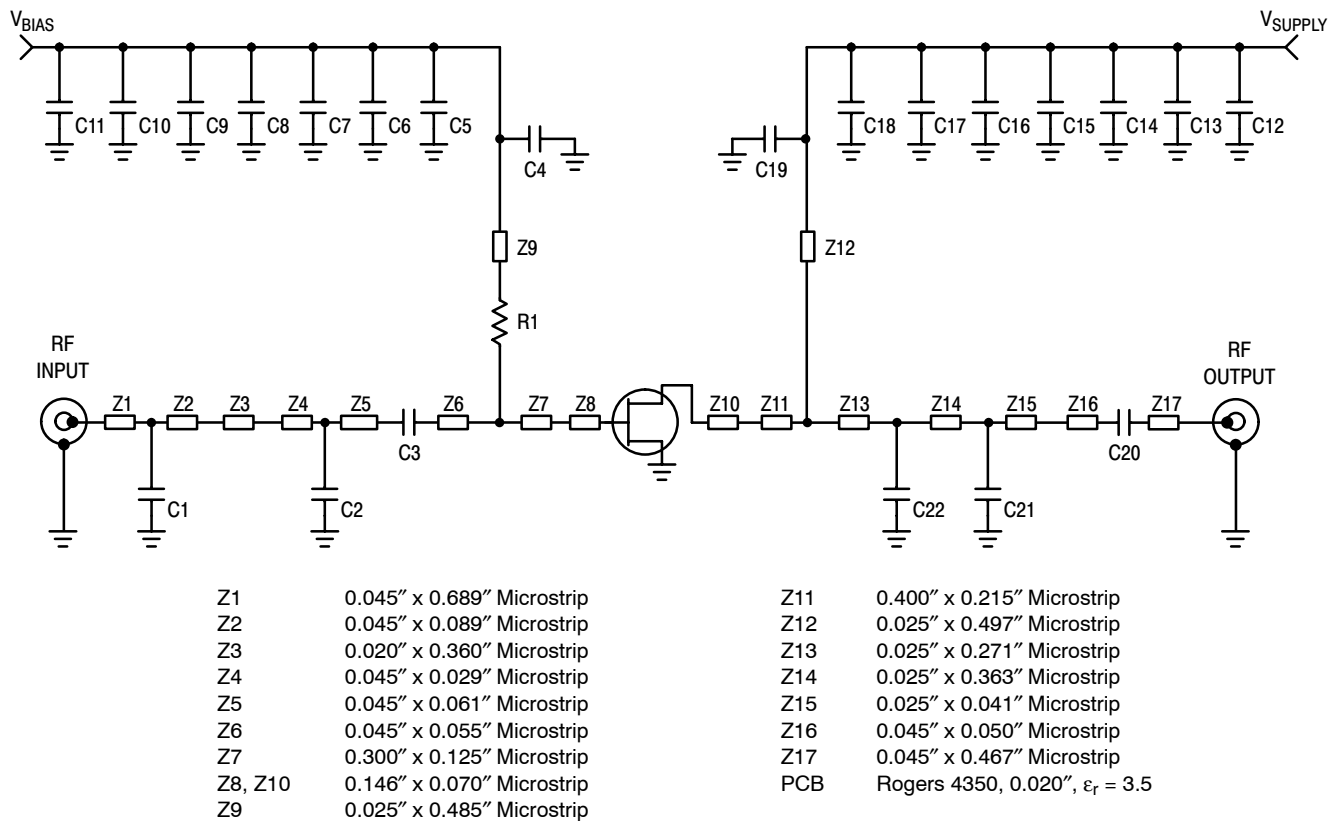 VBIAS
VSUPPLY
C11 C10 C9 C8 C7 C6 C5
C18 C17 C16 C15 C14 C13 C12
C4
C19
Z9
Z12
R1
RF
INPUT
RF
OUTPUT
Z1 Z2 Z3 Z4 Z5 Z6 Z7 Z8 Z10 Z11 Z13 Z14 Z15 Z16 Z17
C3
C20
C1
C2
C22
C21
Z1 0.045″ x 0.689″ Microstrip
Z2 0.045″ x 0.089″ Microstrip
Z3 0.020″ x 0.360″ Microstrip
Z4 0.045″ x 0.029″ Microstrip
Z5 0.045″ x 0.061″ Microstrip
Z6 0.045″ x 0.055″ Microstrip
Z7 0.300″ x 0.125″ Microstrip
Z8, Z10 0.146″ x 0.070″ Microstrip
Z9 0.025″ x 0.485″ Microstrip
Z11 0.400″ x 0.215″ Microstrip
Z12 0.025″ x 0.497″ Microstrip
Z13 0.025″ x 0.271″ Microstrip
Z14 0.025″ x 0.363″ Microstrip
Z15 0.025″ x 0.041″ Microstrip
Z16 0.045″ x 0.050″ Microstrip
Z17 0.045″ x 0.467″ Microstrip
PCB Rogers 4350, 0.020″, εr = 3.5